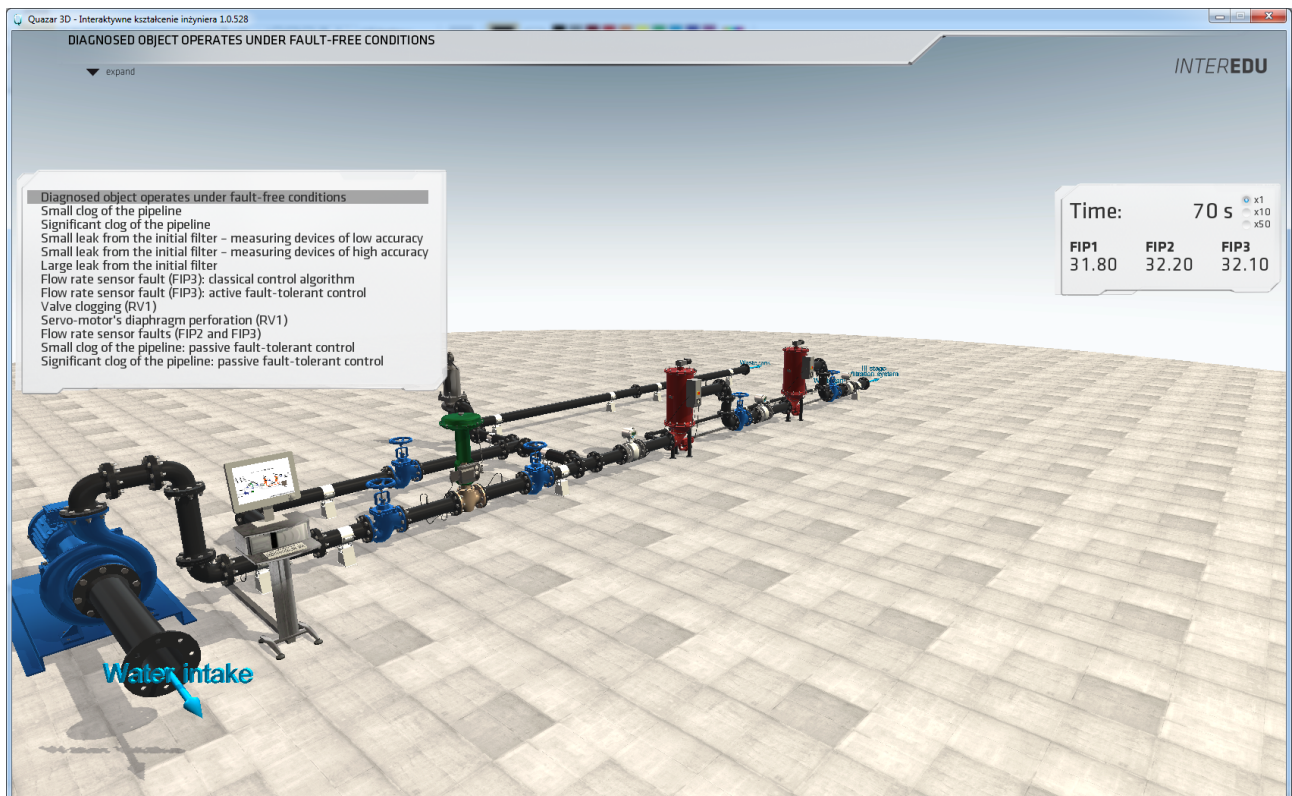 Quazar 3D - Interaktywne kształcenie inżyniera 1.0.528
DIAGNOSED OBJECT OPERATES UNDER FAULT-FREE CONDITIONS
expand
INTEREDU
Diagnosed object operates under fault-free conditions
Small clog of the pipeline
Significant clog of the pipeline
Small leak from the initial filter – measuring devices of low accuracy
Small leak from the initial filter – measuring devices of high accuracy
Large leak from the initial filter
Flow rate sensor fault (FIP3): classical control algorithm
Flow rate sensor fault (FIP3): active fault-tolerant control
Valve clogging (RV1)
Servo-motor's diaphragm perforation (RV1)
Flow rate sensor faults (FIP2 and FIP3)
Small clog of the pipeline: passive fault-tolerant control
Significant clog of the pipeline: passive fault-tolerant control
Time: 70 s
x1
x10
x50
FIP1 FIP2 FIP3
31.80 32.20 32.10
III stage
filtration system
Water intake